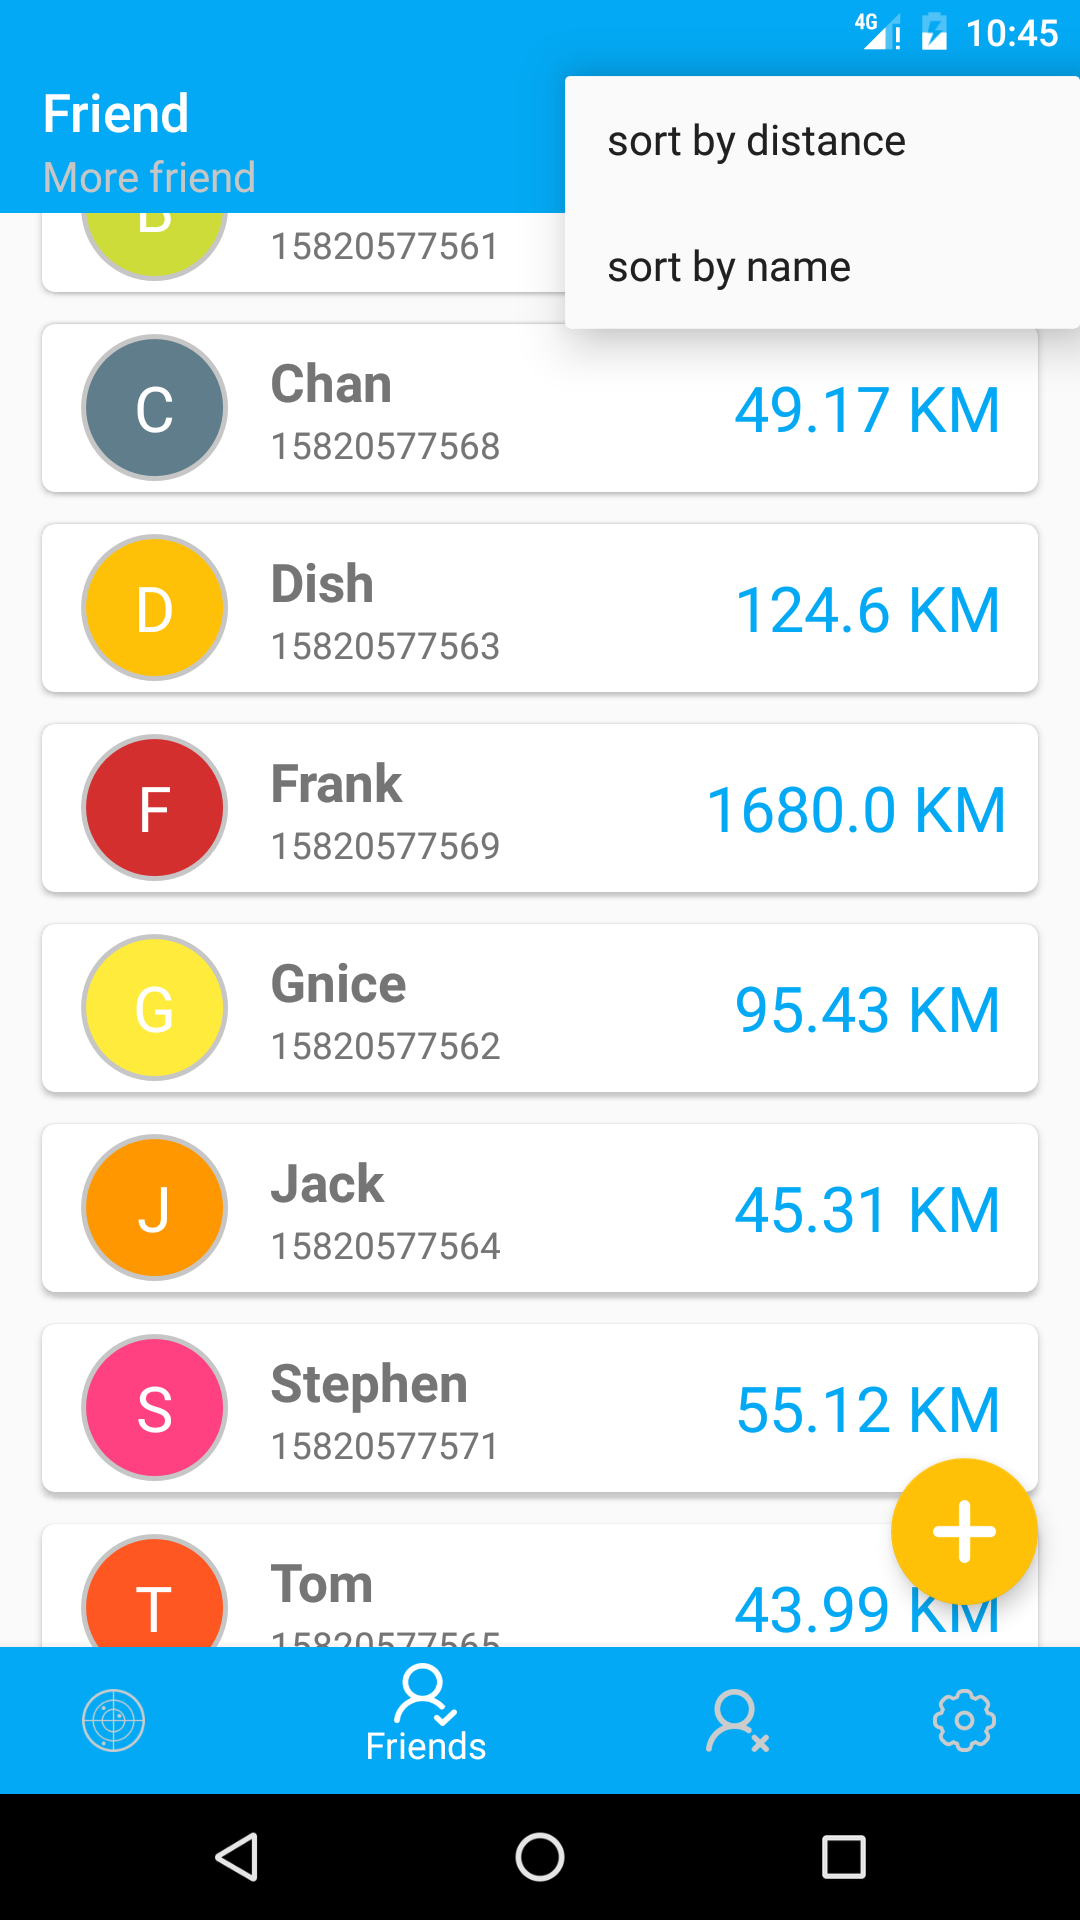 4G ! 10:45
Friend
More friend
sort by distance
sort by name
B
15820577561
C
Chan
15820577568
49.17 KM
D
Dish
15820577563
124.6 KM
F
Frank
15820577569
1680.0 KM
G
Gnice
15820577562
95.43 KM
J
Jack
15820577564
45.31 KM
S
Stephen
15820577571
55.12 KM
T
Tom
15820577565
43.99 KM
Friends